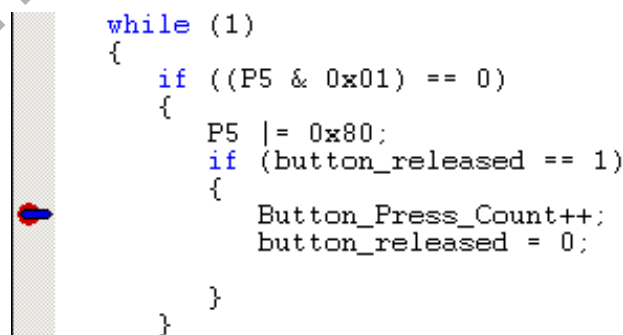 while (1)
{
if ((P5 & 0x01) == 0)
{
P5 |= 0x80;
if (button_released == 1)
{
Button_Press_Count++;
button_released = 0;
}
}